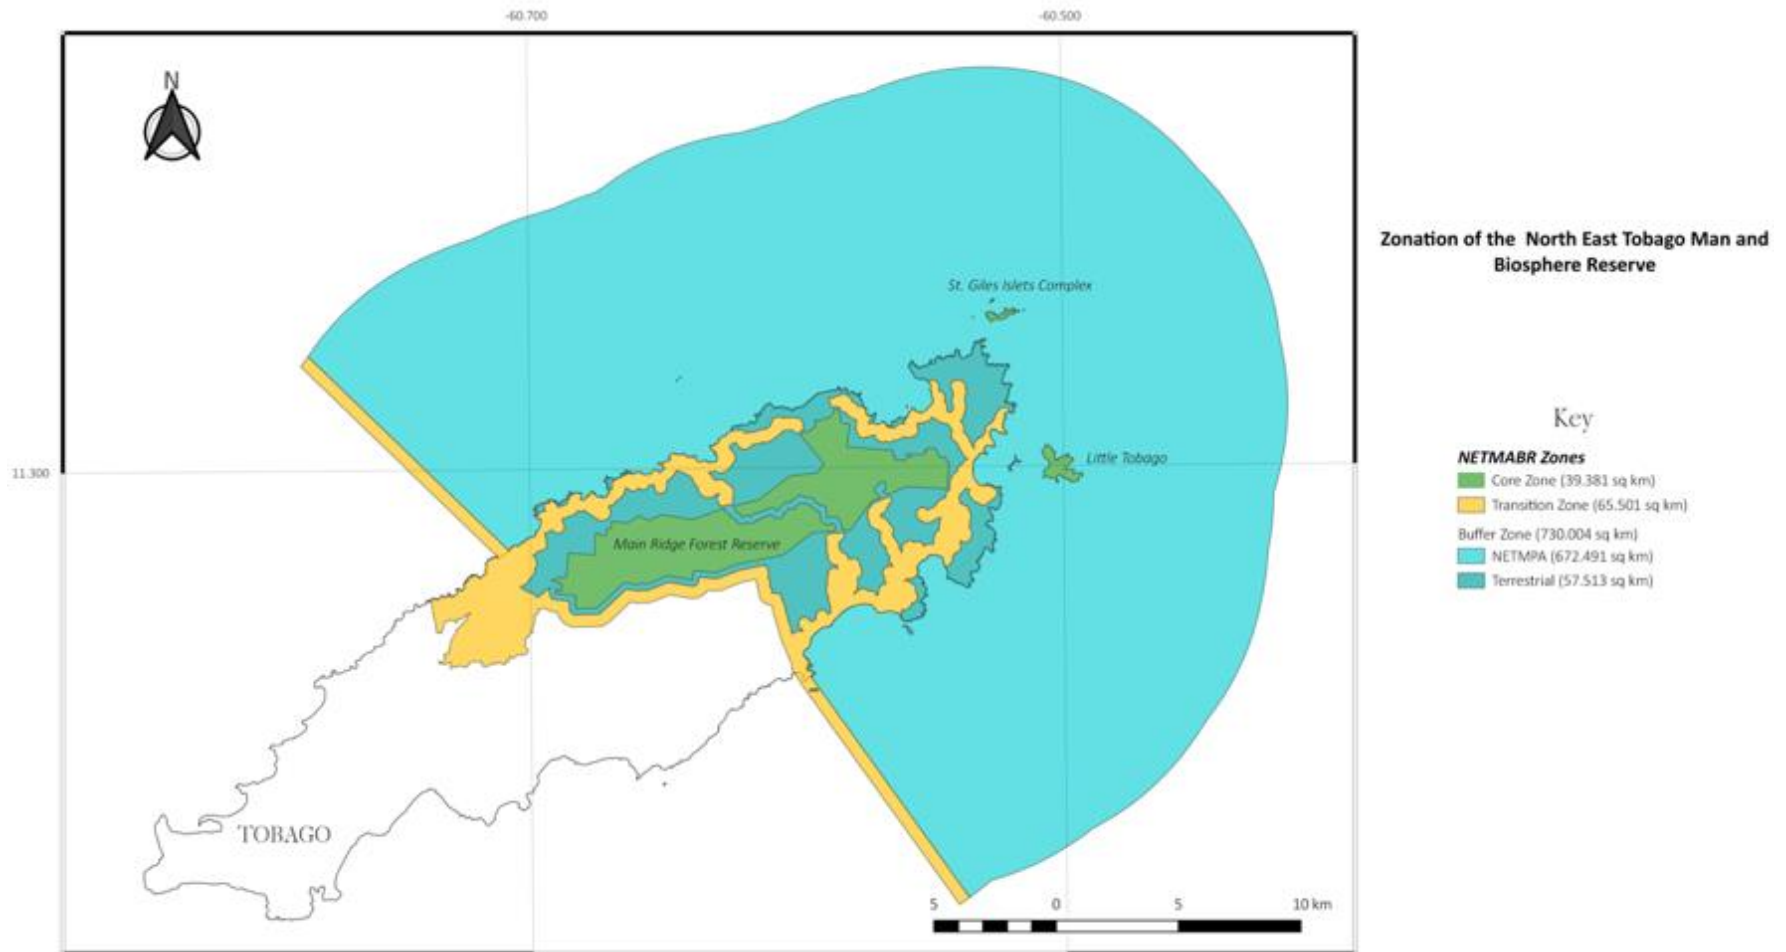 -60.700
-60.500
N
Zonation of the North East Tobago Man and
Biosphere Reserve
St. Giles Islets Complex
Key
11.300
Little Tobago
NETMABR Zones
Core Zone (39.381 sq km)
Transition Zone (65.501 sq km)
Buffer Zone (730.004 sq km)
Main Ridge Forest Reserve
NETMPA (672.491 sq km)
Terrestrial (57.513 sq km)
TOBAGO
5 0 5 10 km